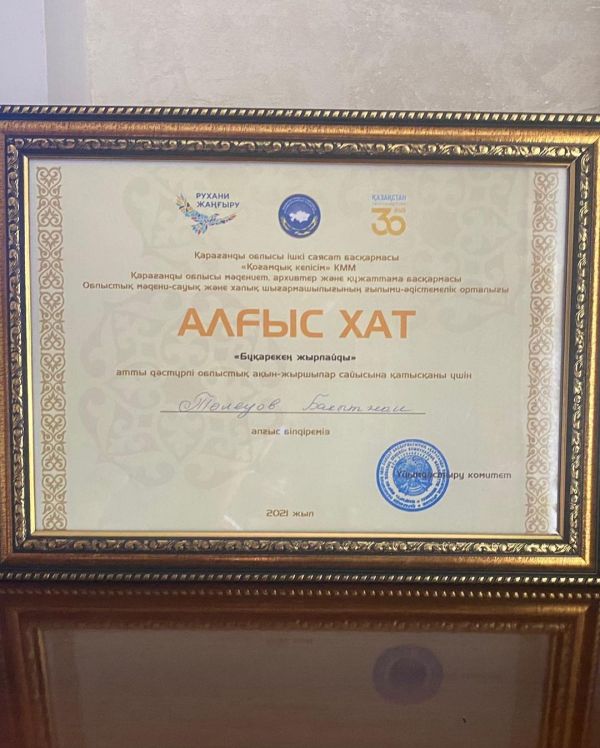 РУХАНИ
ЖАҢҒЫРУ
ҚАЗАҚСТАН
30
Қарағанды облысы ішкі саясат басқармасы
«Қоғамдық келісім» КММ
Қарағанды облысы мәдениет, архивтер және құжаттама басқармасы
Облыстық мәдени-сауық және халық шығармашылығының ғылыми-әдістемелік орталығы
АЛҒЫС ХАТ
«Бұқарекең жырлайды»
атты дәстүрлі облыстық ақын-жыршылар сайысына қатысқаны үшін
Төлеуов Бақытжан
алғыс білдіреміз
Ұйымдастыру комитеті
2021 жыл